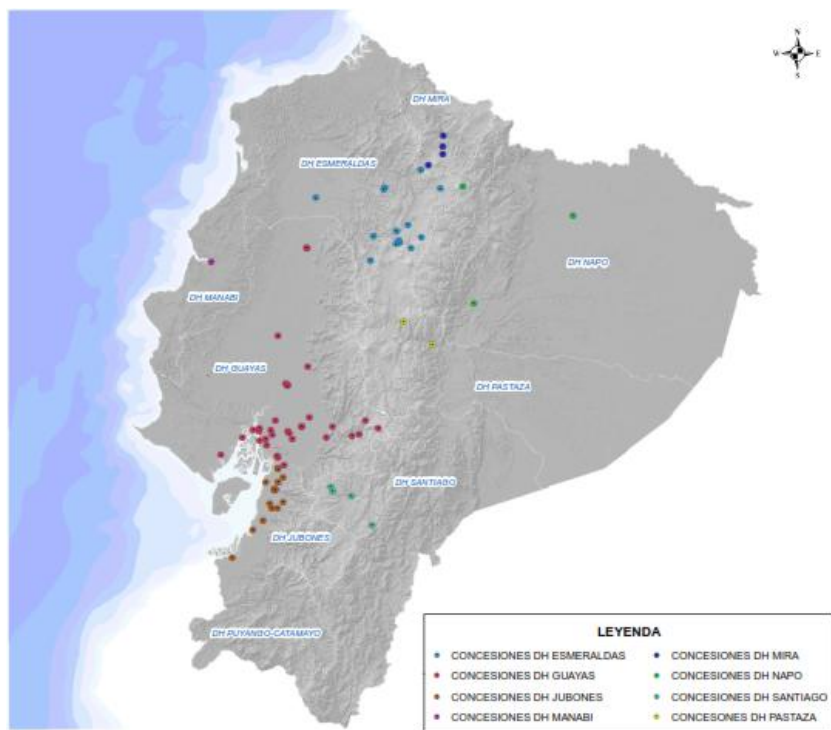 N
W E
S
DH MIRA
DH ESMERALDAS
DH NAPO
DH MANABI
DH GUAYAS
DH PASTAZA
DH SANTIAGO
DH JUBONES
DH PUYANGO-CATAMAYO
LEYENDA
CONCESIONES DH ESMERALDAS CONCESIONES DH MIRA
CONCESIONES DH GUAYAS CONCESIONES DH NAPO
CONCESIONES DH JUBONES CONCESIONES DH SANTIAGO
CONCESIONES DH MANABI CONCESONES DH PASTAZA